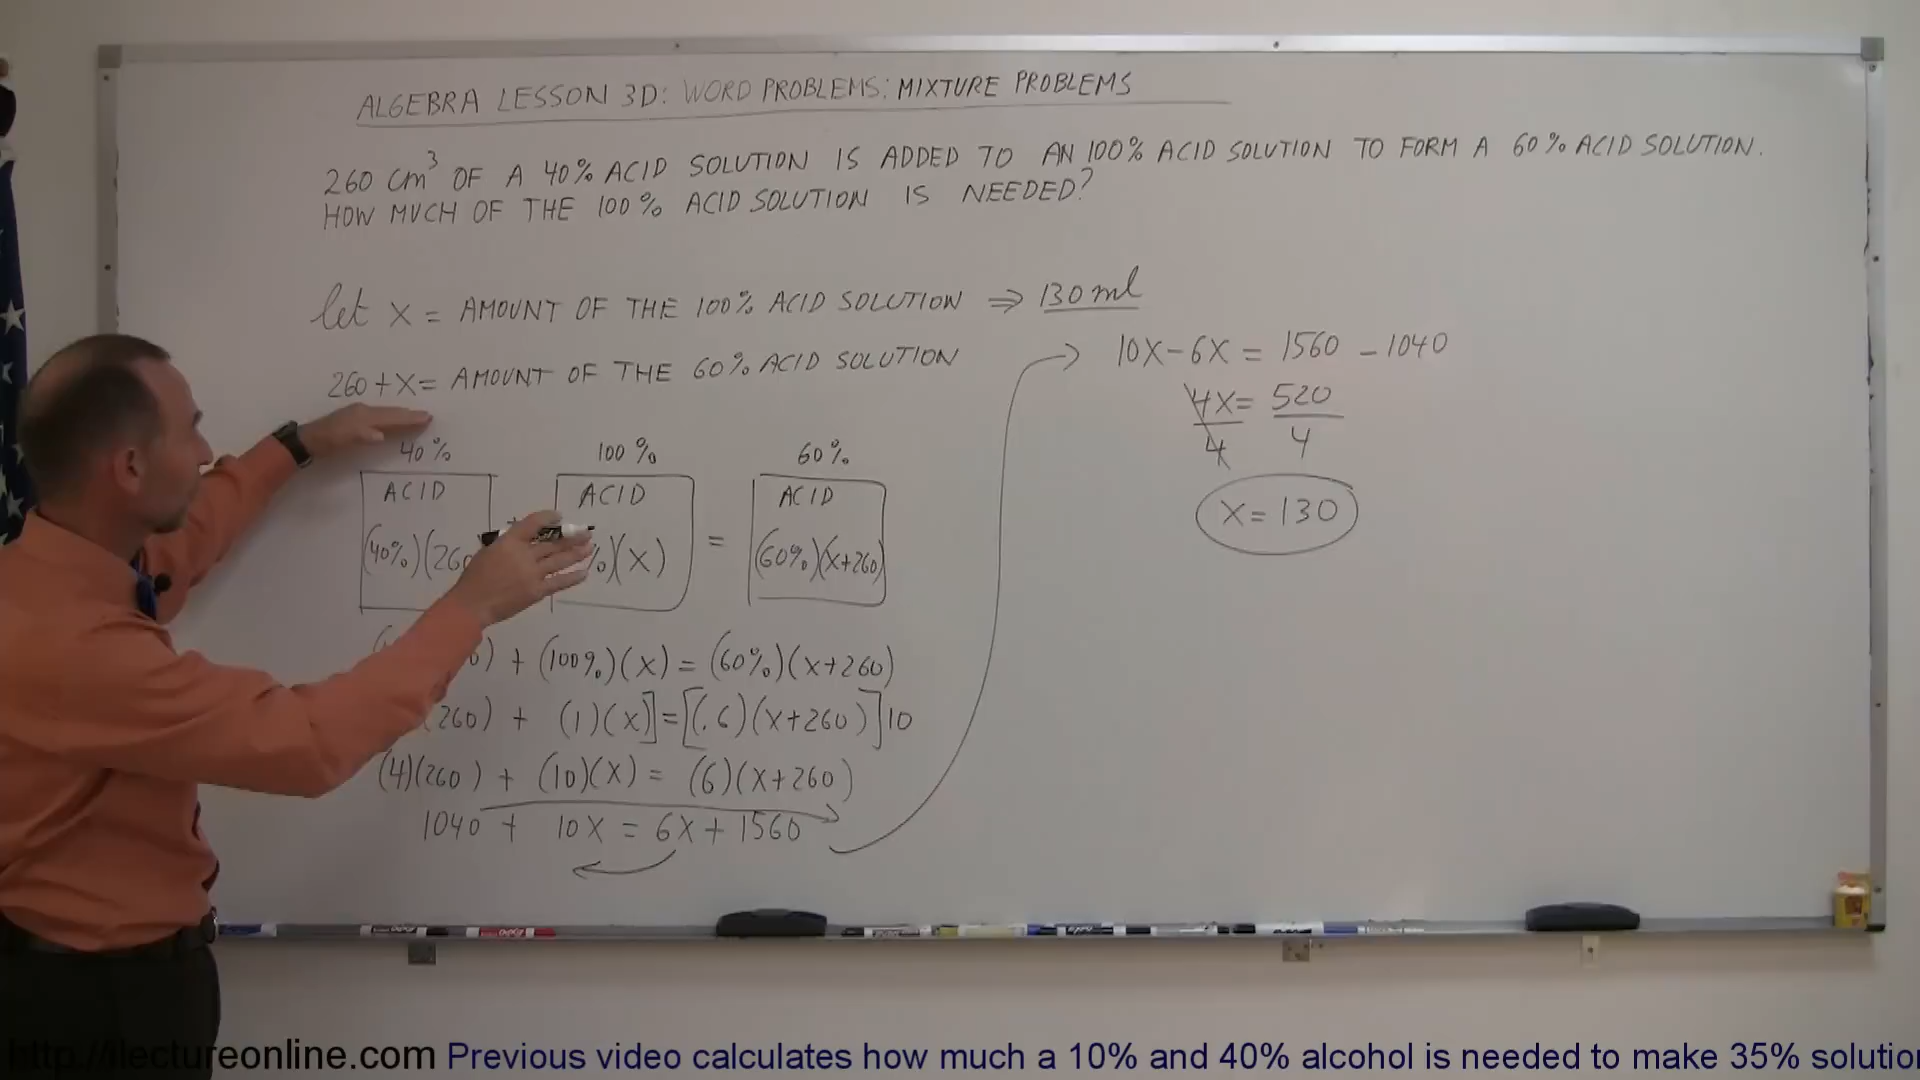 ALGEBRA LESSON 3D: WORD PROBLEMS: MIXTURE PROBLEMS
260 cm³ OF A 40% ACID SOLUTION IS ADDED TO AN 100% ACID SOLUTION TO FORM A 60% ACID SOLUTION.
HOW MUCH OF THE 100% ACID SOLUTION IS NEEDED?
let X = AMOUNT OF THE 100% ACID SOLUTION ⇒ 130 ml
260 + X = AMOUNT OF THE 60% ACID SOLUTION
40% 100% 60%
ACID ACID ACID
(40%)(260 %)(X) = (60%)(X+260)
) + (100%)(X) = (60%)(X+260)
(260) + (1)(X)] = [(.6)(X+260)]10
(4)(260) + (10)(X) = (6)(X+260)
1040 + 10X = 6X + 1560
→ 10X - 6X = 1560 - 1040
4X = 520
4 4
X = 130
http://ilectureonline.com Previous video calculates how much a 10% and 40% alcohol is needed to make 35%